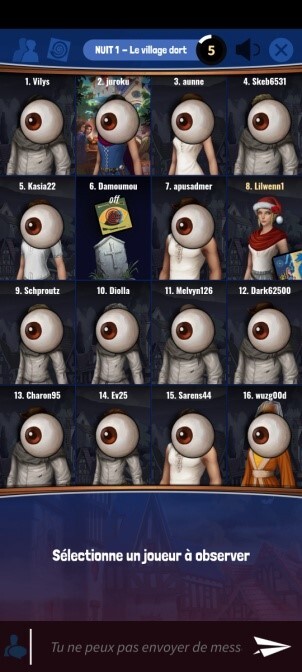 NUIT 1 – Le village dort
5
1. Vilys
2. juroku
3. aunne
4. Skeb6531
5. Kasia22
6. Damoumou
7. apusadmer
8. Lilwenn1
off
9. Schproutz
10. Diolla
11. Melvyn126
12. Dark62500
13. Charon95
14. Ev25
15. Sarens44
16. wuzg00d
Sélectionne un joueur à observer
Tu ne peux pas envoyer de mess